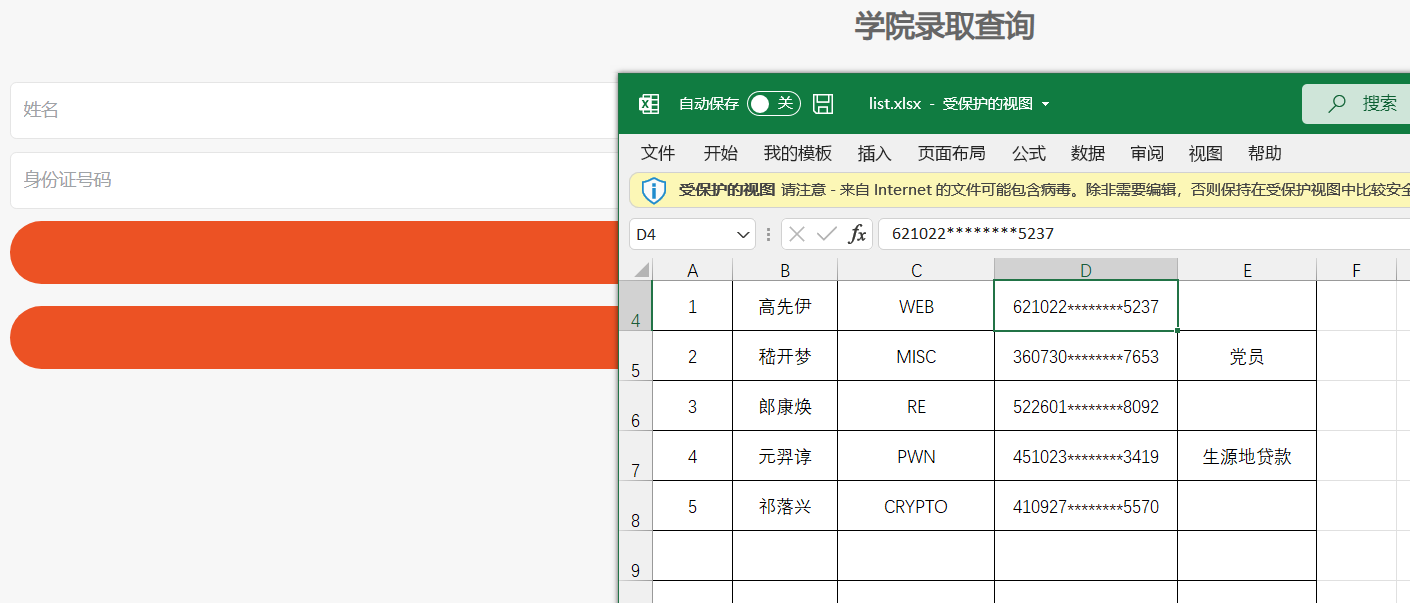 学院录取查询
姓名
身份证号码
自动保存 关 list.xlsx - 受保护的视图 搜索
文件 开始 我的模板 插入 页面布局 公式 数据 审阅 视图 帮助
受保护的视图 请注意 - 来自 Internet 的文件可能包含病毒。除非需要编辑，否则保持在受保护视图中比较安全
D4 fx 621022********5237
A B C D E F
4 1 高先伊 WEB 621022********5237
5 2 嵇开梦 MISC 360730********7653 党员
6 3 郎康焕 RE 522601********8092
7 4 元羿谆 PWN 451023********3419 生源地贷款
8 5 祁落兴 CRYPTO 410927********5570
9